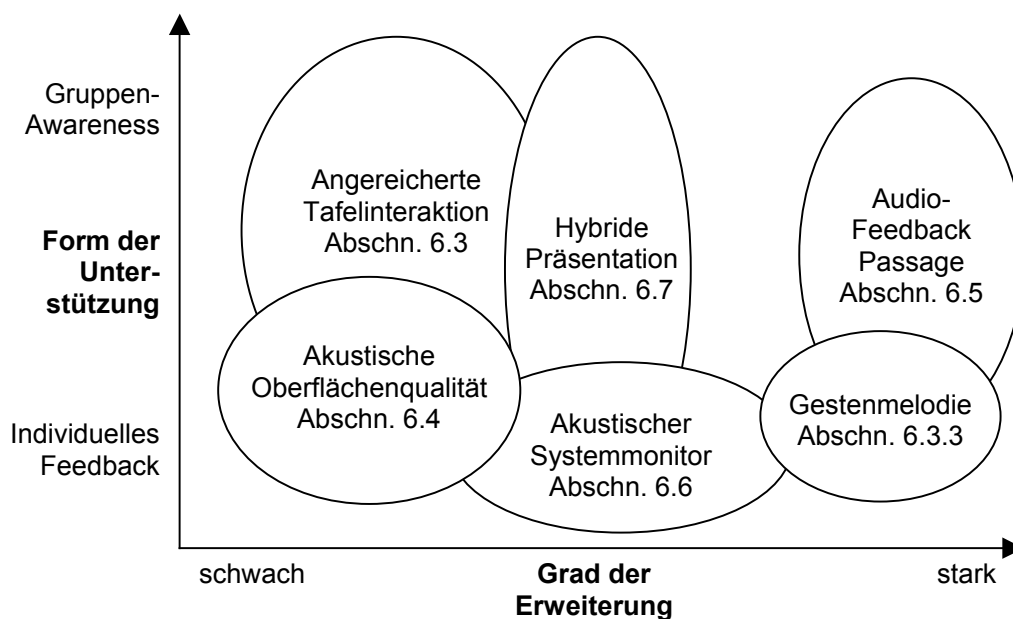 Gruppen-
Awareness
Form der
Unter-
stützung
Individuelles
Feedback
Angereicherte
Tafelinteraktion
Abschn. 6.3
Hybride
Präsentation
Abschn. 6.7
Audio-
Feedback
Passage
Abschn. 6.5
Akustische
Oberflächenqualität
Abschn. 6.4
Akustischer
Systemmonitor
Abschn. 6.6
Gestenmelodie
Abschn. 6.3.3
schwach
Grad der
Erweiterung
stark